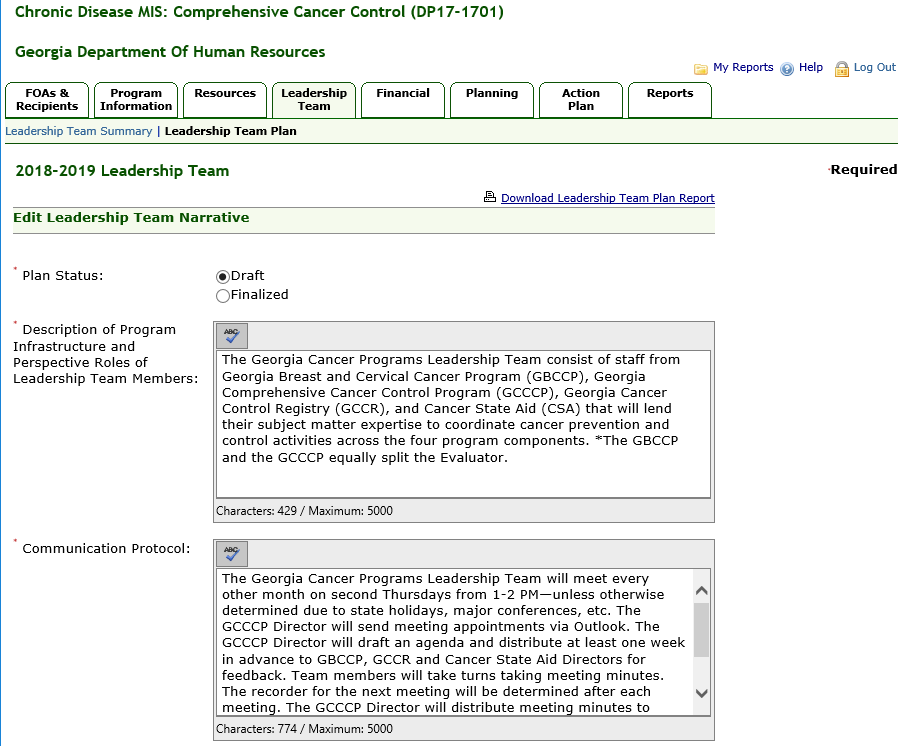 Chronic Disease MIS: Comprehensive Cancer Control (DP17-1701)
Georgia Department Of Human Resources
My Reports Help Log Out
FOAs & Recipients
Program Information
Resources
Leadership Team
Financial
Planning
Action Plan
Reports
Leadership Team Summary | Leadership Team Plan
2018-2019 Leadership Team
*Required
Download Leadership Team Plan Report
Edit Leadership Team Narrative
* Plan Status:
Draft
Finalized
* Description of Program
Infrastructure and
Perspective Roles of
Leadership Team Members:
ABC
The Georgia Cancer Programs Leadership Team consist of staff from
Georgia Breast and Cervical Cancer Program (GBCCP), Georgia
Comprehensive Cancer Control Program (GCCCP), Georgia Cancer
Control Registry (GCCR), and Cancer State Aid (CSA) that will lend
their subject matter expertise to coordinate cancer prevention and
control activities across the four program components. *The GBCCP
and the GCCCP equally split the Evaluator.
Characters: 429 / Maximum: 5000
* Communication Protocol:
ABC
The Georgia Cancer Programs Leadership Team will meet every
other month on second Thursdays from 1-2 PM—unless otherwise
determined due to state holidays, major conferences, etc. The
GCCCP Director will send meeting appointments via Outlook. The
GCCCP Director will draft an agenda and distribute at least one week
in advance to GBCCP, GCCR and Cancer State Aid Directors for
feedback. Team members will take turns taking meeting minutes.
The recorder for the next meeting will be determined after each
meeting. The GCCCP Director will distribute meeting minutes to
Characters: 774 / Maximum: 5000